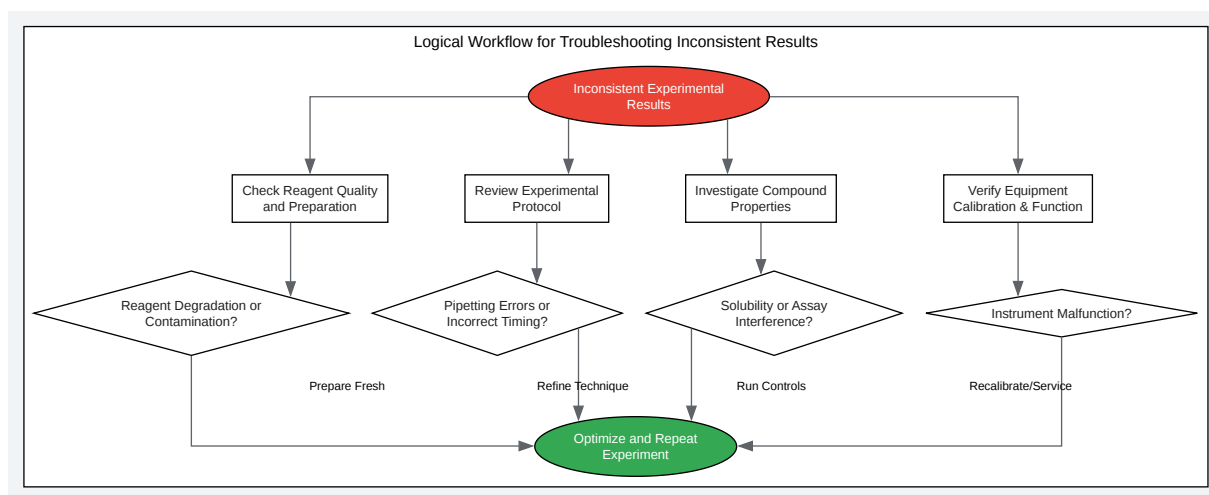 Logical Workflow for Troubleshooting Inconsistent Results
Inconsistent Experimental
Results
Check Reagent Quality
and Preparation
Review Experimental
Protocol
Investigate Compound
Properties
Verify Equipment
Calibration & Function
Reagent Degradation or
Contamination?
Pipetting Errors or
Incorrect Timing?
Solubility or Assay
Interference?
Instrument Malfunction?
Prepare Fresh
Refine Technique
Run Controls
Recalibrate/Service
Optimize and Repeat
Experiment